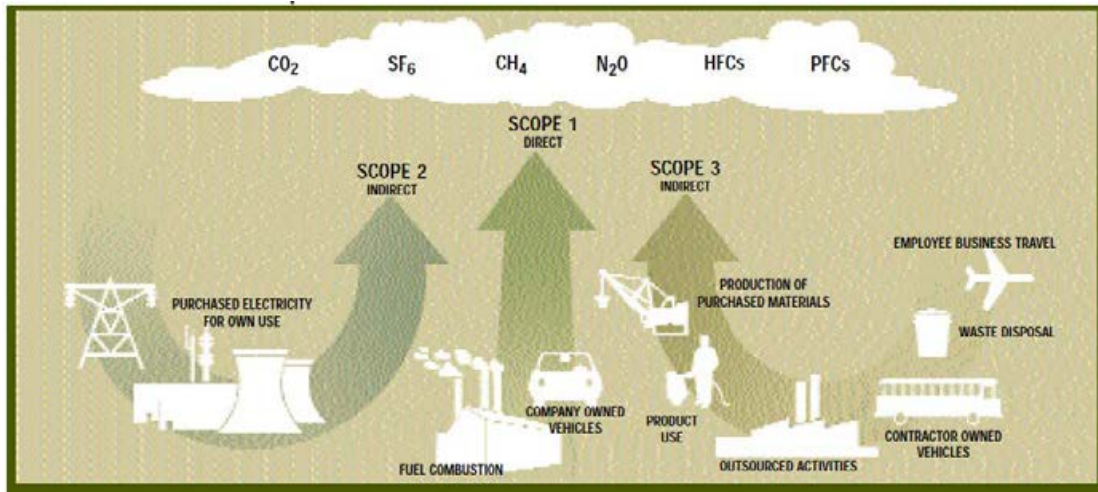 CO₂ SF₆ CH₄ N₂O HFCs PFCs
SCOPE 1
DIRECT
SCOPE 2
INDIRECT
SCOPE 3
INDIRECT
EMPLOYEE BUSINESS TRAVEL
PURCHASED ELECTRICITY
FOR OWN USE
PRODUCTION OF
PURCHASED MATERIALS
WASTE DISPOSAL
COMPANY OWNED
VEHICLES
PRODUCT
USE
CONTRACTOR OWNED
VEHICLES
FUEL COMBUSTION
OUTSOURCED ACTIVITIES